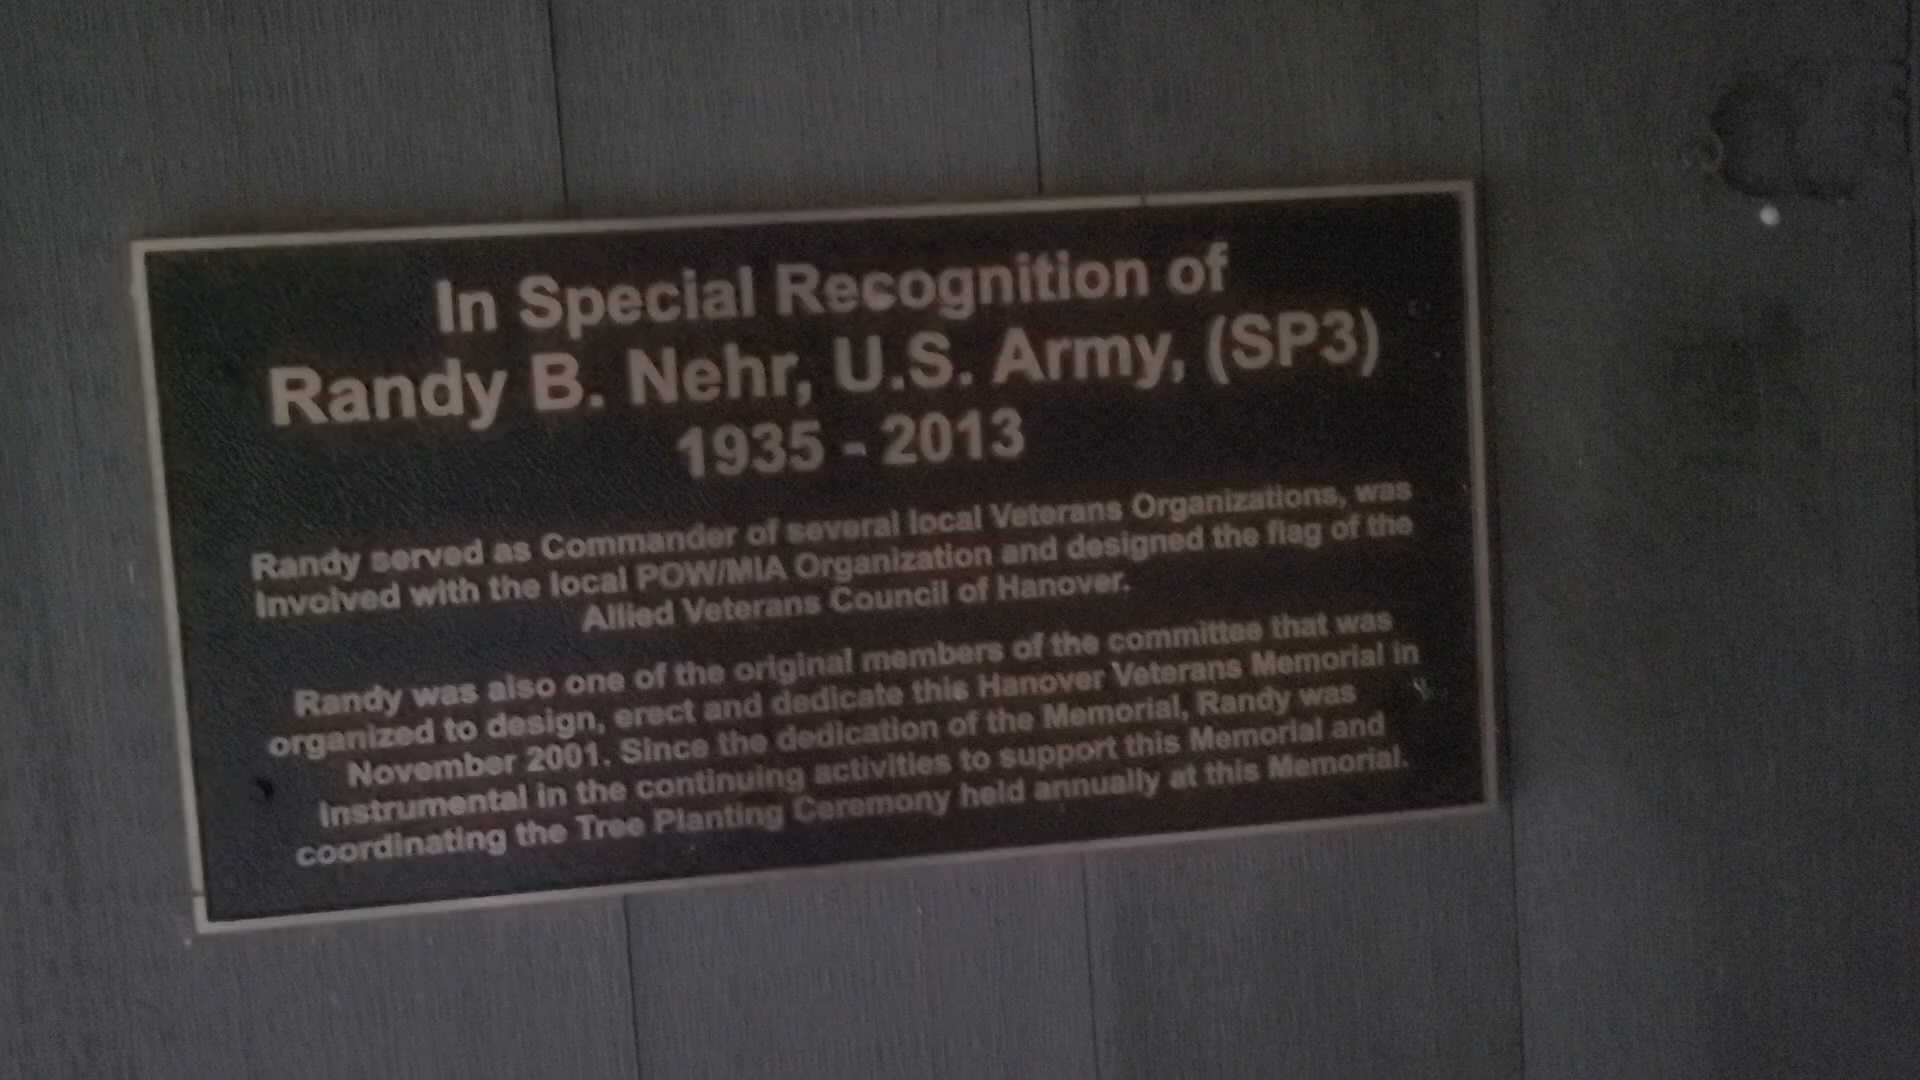 In Special Recognition of
Randy B. Nehr, U.S. Army, (SP3)
1935 - 2013
Randy served as Commander of several local Veterans Organizations, was
involved with the local POW/MIA Organization and designed the flag of the
Allied Veterans Council of Hanover.
Randy was also one of the original members of the committee that was
organized to design, erect and dedicate this Hanover Veterans Memorial in
November 2001. Since the dedication of the Memorial, Randy was
instrumental in the continuing activities to support this Memorial and
coordinating the Tree Planting Ceremony held annually at this Memorial.